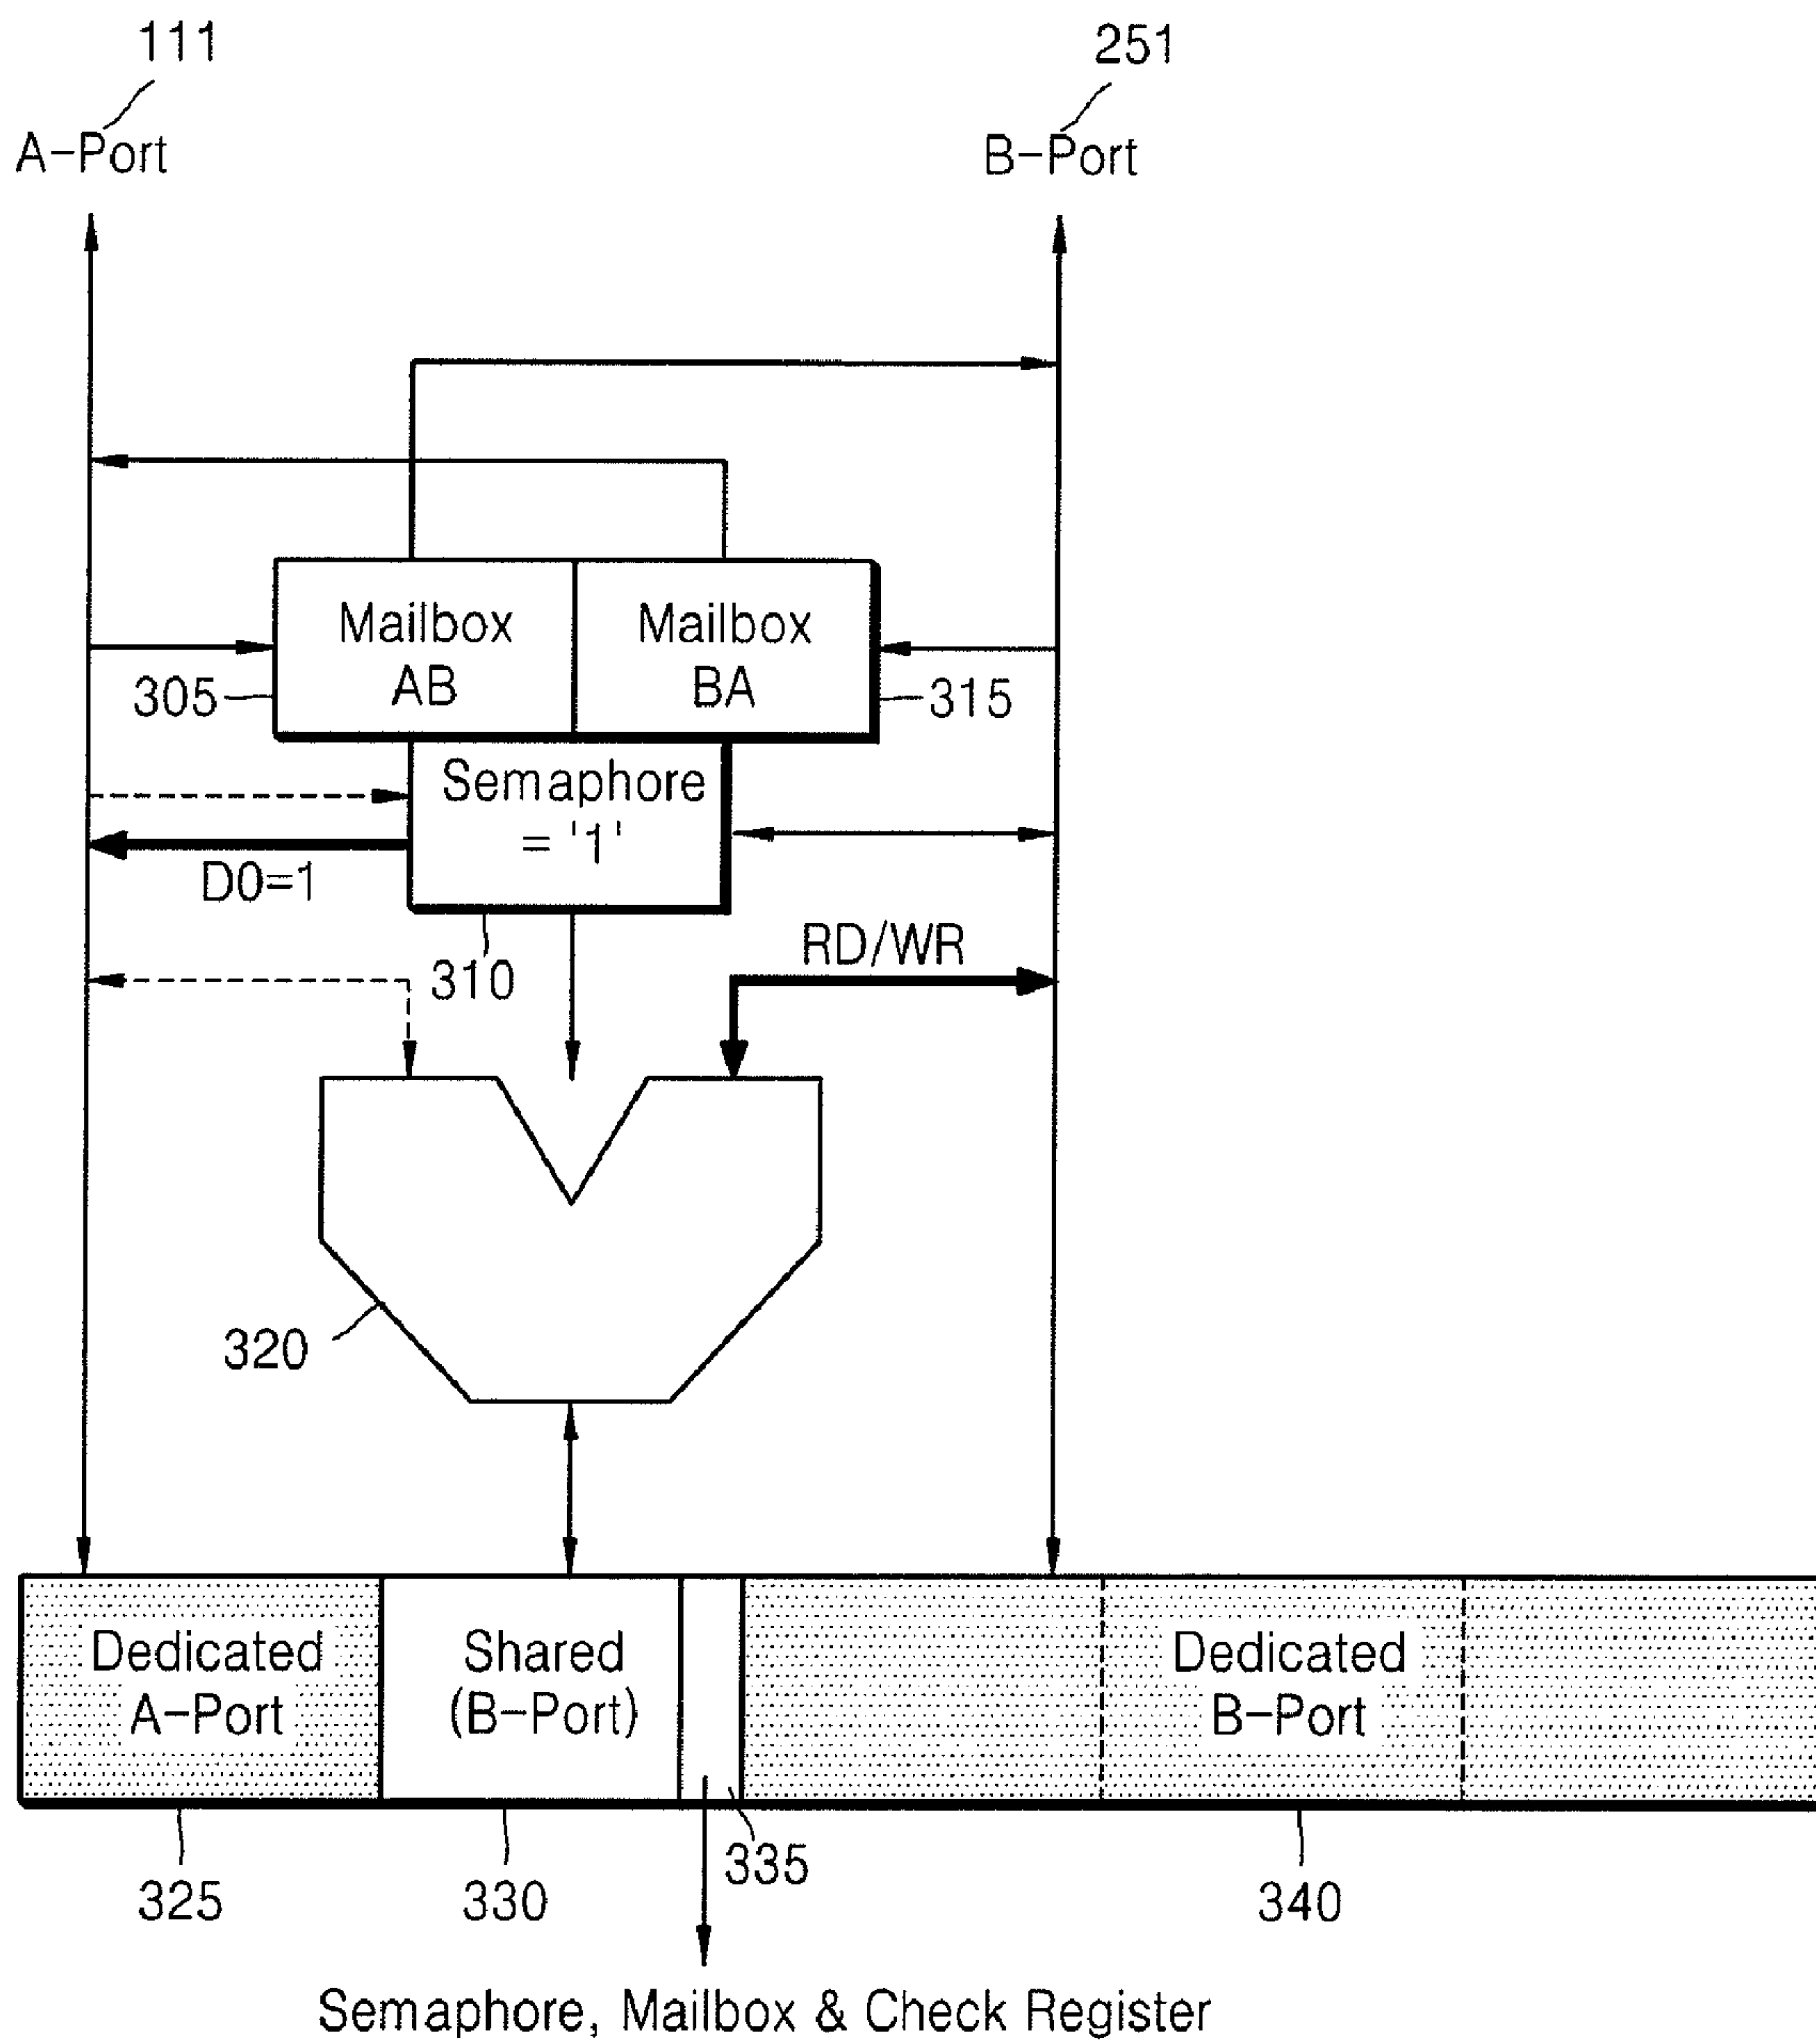 111
251
A-Port
B-Port
Mailbox
AB
Mailbox
BA
305
315
Semaphore
= '1'
D0=1
310
RD/WR
320
Dedicated
A-Port
Shared
(B-Port)
Dedicated
B-Port
335
325
330
340
Semaphore, Mailbox & Check Register